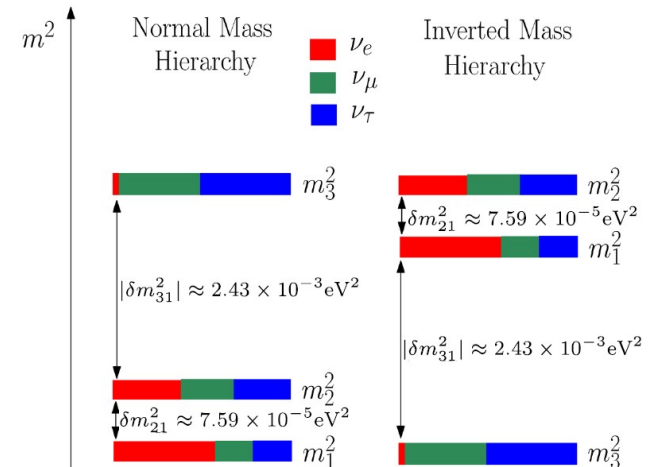 m²
Normal Mass
Hierarchy
νₑ
ν_μ
ν_τ
Inverted Mass
Hierarchy
m₃²
|δm²₃₁| ≈ 2.43 × 10⁻³eV²
m₂²
δm²₂₁ ≈ 7.59 × 10⁻⁵eV²
m₁²
m₂²
δm²₂₁ ≈ 7.59 × 10⁻⁵eV²
m₁²
|δm²₃₁| ≈ 2.43 × 10⁻³eV²
m₃²